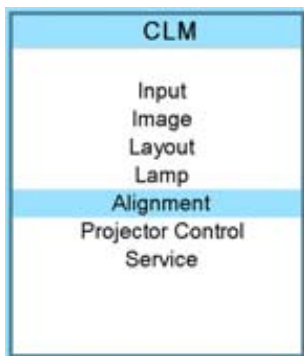 CLM
Input
Image
Layout
Lamp
Alignment
Projector Control
Service